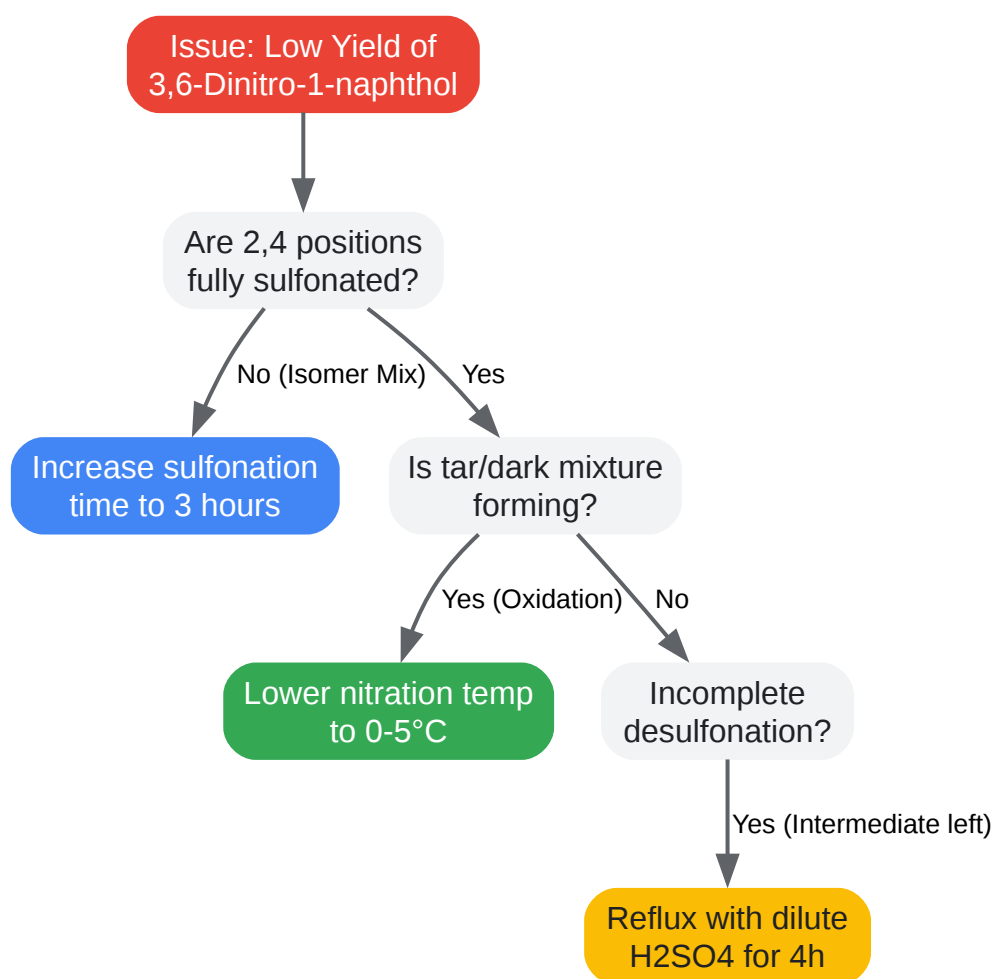 Issue: Low Yield of
3,6-Dinitro-1-naphthol
Are 2,4 positions
fully sulfonated?
No (Isomer Mix)
Yes
Increase sulfonation
time to 3 hours
Is tar/dark mixture
forming?
Yes (Oxidation)
No
Lower nitration temp
to 0-5°C
Incomplete
desulfonation?
Yes (Intermediate left)
Reflux with dilute
H2SO4 for 4h